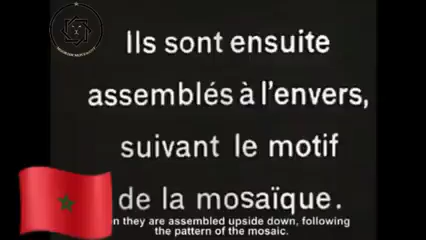 Ils sont ensuite
assemblés à l'envers,
suivant le motif
de la mosaïque.
they are assembled upside down, following
the pattern of the mosaic.